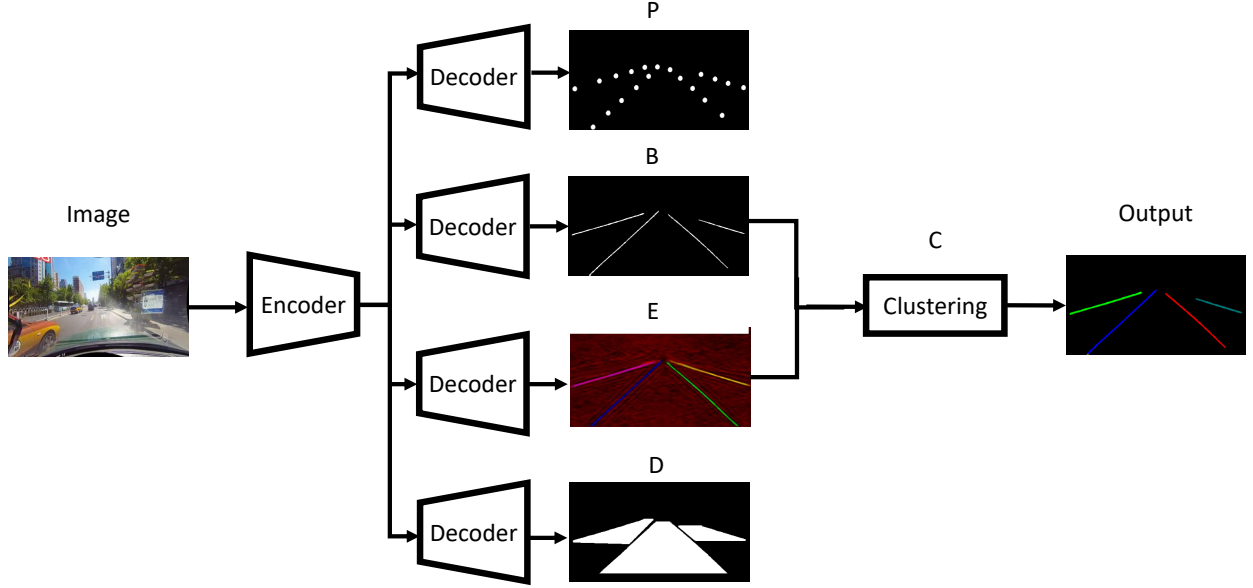 P
Decoder
B
Decoder
Image
Output
C
Encoder
Clustering
E
Decoder
D
Decoder